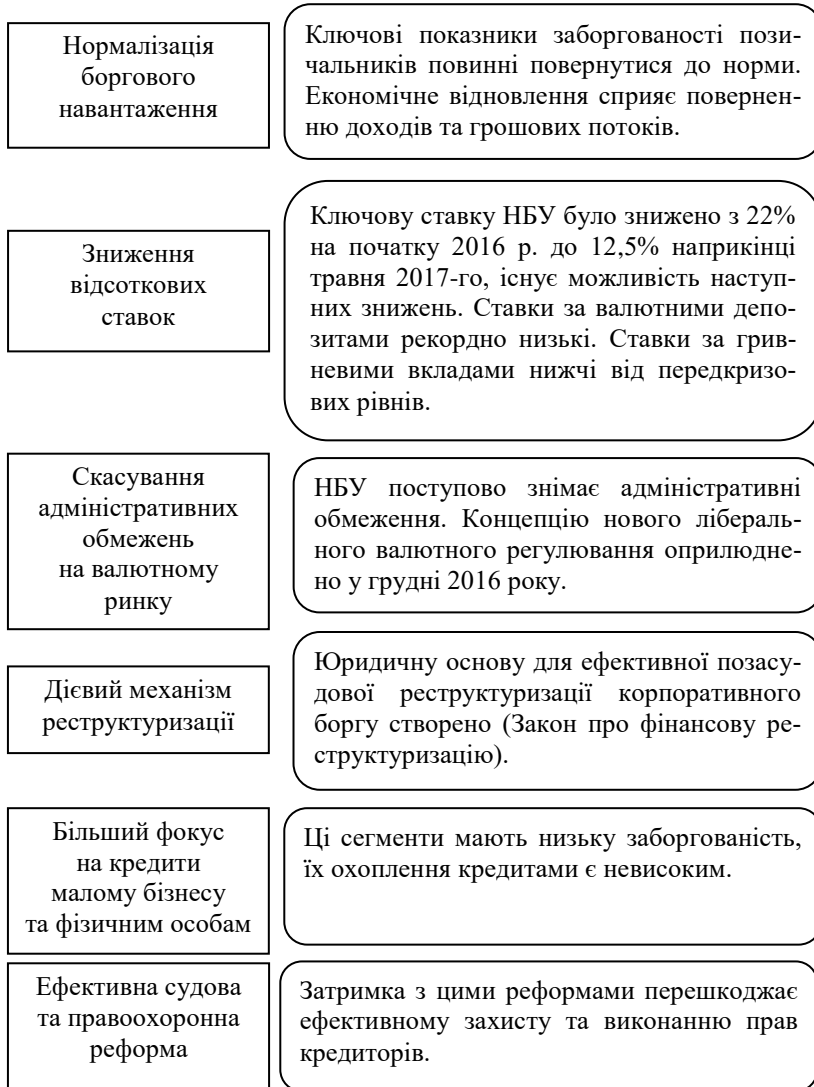 Нормалізація
боргового
навантаження
Ключові показники заборгованості пози-
чальників повинні повернутися до норми.
Економічне відновлення сприяє повернен-
ню доходів та грошових потоків.
Зниження
відсоткових
ставок
Ключову ставку НБУ було знижено з 22%
на початку 2016 р. до 12,5% наприкінці
травня 2017-го, існує можливість наступ-
них знижень. Ставки за валютними депо-
зитами рекордно низькі. Ставки за грив-
невими вкладами нижчі від передкризо-
вих рівнів.
Скасування
адміністративних
обмежень
на валютному
ринку
НБУ поступово знімає адміністративні
обмеження. Концепцію нового лібераль-
ного валютного регулювання оприлюдне-
но у грудні 2016 року.
Дієвий механізм
реструктуризації
Юридичну основу для ефективної позасу-
дової реструктуризації корпоративного
боргу створено (Закон про фінансову ре-
структуризацію).
Більший фокус
на кредити
малому бізнесу
та фізичним особам
Ці сегменти мають низьку заборгованість,
їх охоплення кредитами є невисоким.
Ефективна судова
та правоохоронна
реформа
Затримка з цими реформами перешкоджає
ефективному захисту та виконанню прав
кредиторів.